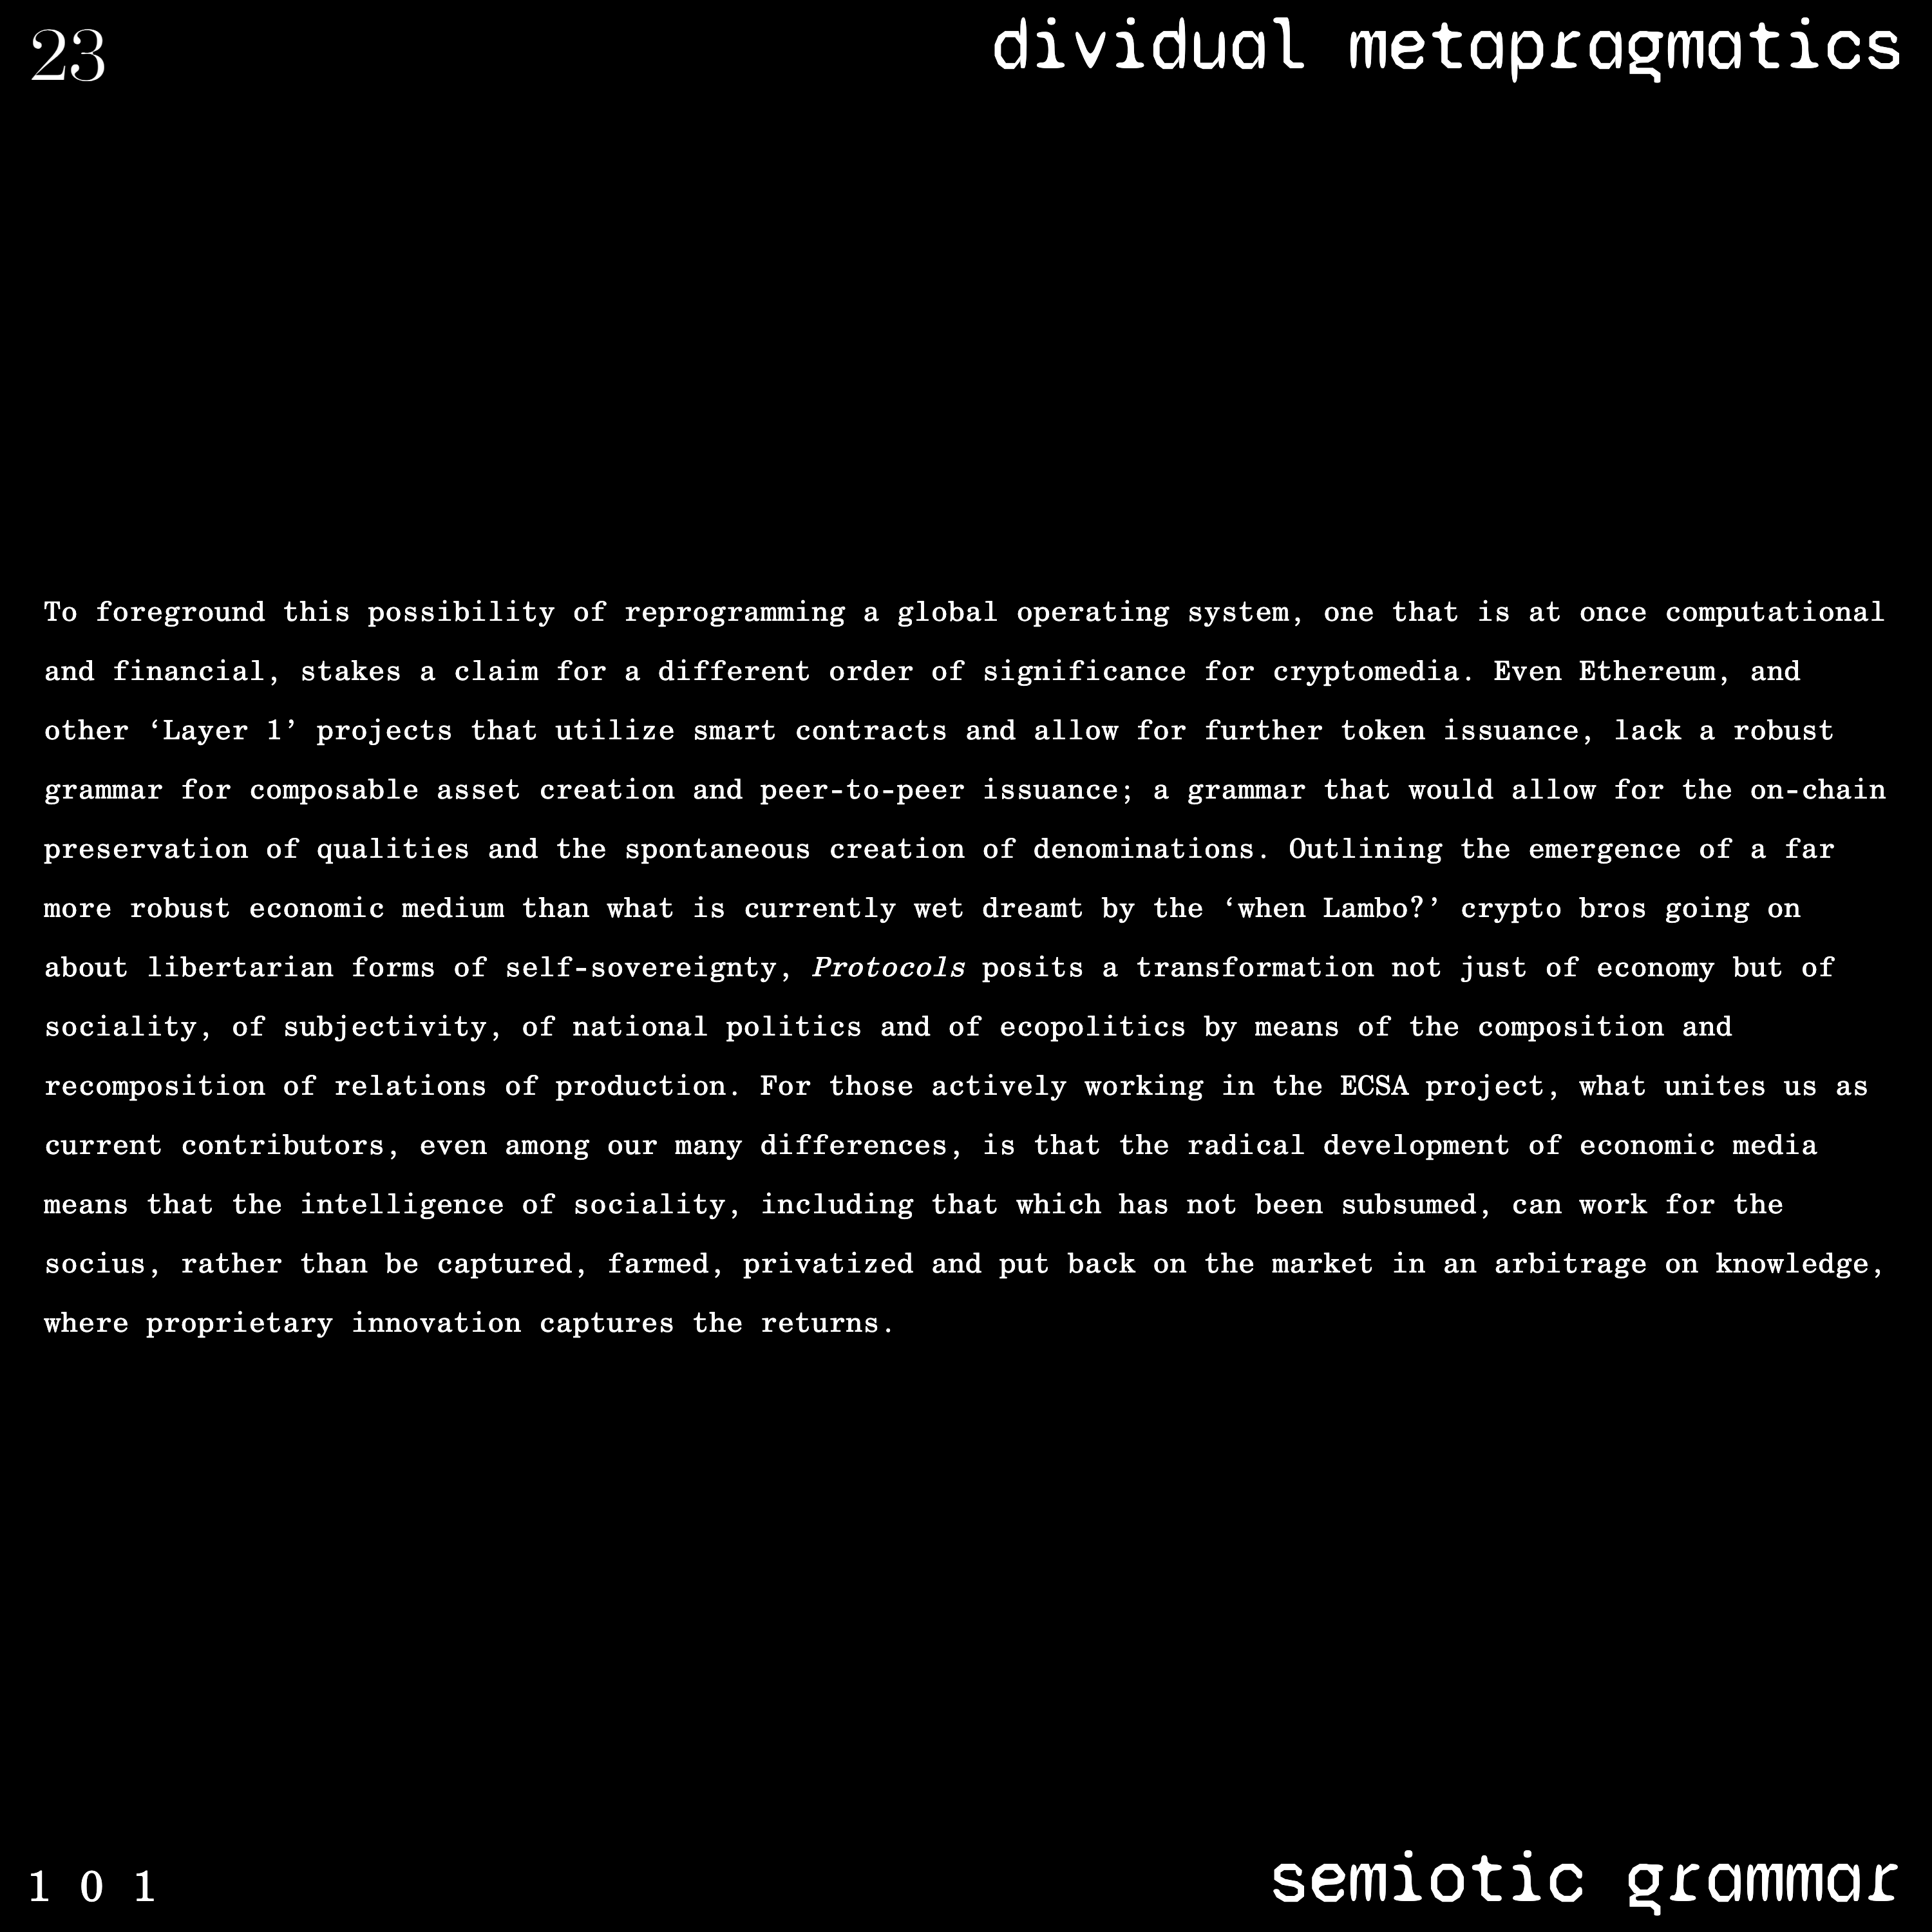 23
dividual metapragmatics
To foreground this possibility of reprogramming a global operating system, one that is at once computational
and financial, stakes a claim for a different order of significance for cryptomedia. Even Ethereum, and
other ‘Layer 1’ projects that utilize smart contracts and allow for further token issuance, lack a robust
grammar for composable asset creation and peer-to-peer issuance; a grammar that would allow for the on-chain
preservation of qualities and the spontaneous creation of denominations. Outlining the emergence of a far
more robust economic medium than what is currently wet dreamt by the ‘when Lambo?’ crypto bros going on
about libertarian forms of self-sovereignty, Protocols posits a transformation not just of economy but of
sociality, of subjectivity, of national politics and of ecopolitics by means of the composition and
recomposition of relations of production. For those actively working in the ECSA project, what unites us as
current contributors, even among our many differences, is that the radical development of economic media
means that the intelligence of sociality, including that which has not been subsumed, can work for the
socius, rather than be captured, farmed, privatized and put back on the market in an arbitrage on knowledge,
where proprietary innovation captures the returns.
1 0 1
semiotic grammar